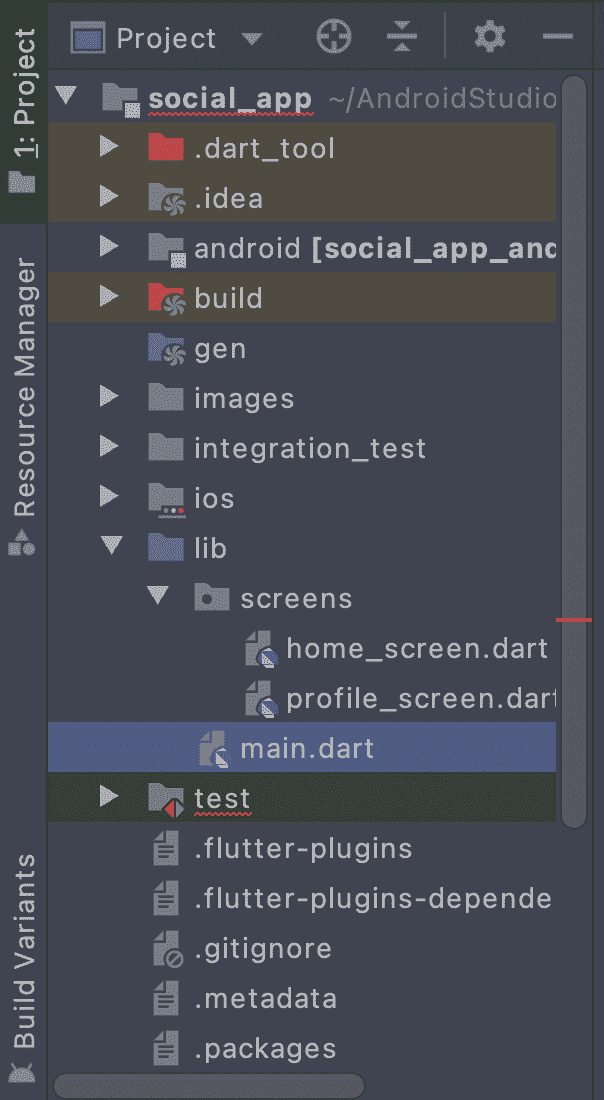 Project
1: Project
social_app ~/AndroidStudio
.dart_tool
.idea
android [social_app_and
build
gen
images
integration_test
ios
lib
screens
home_screen.dart
profile_screen.dart
main.dart
test
.flutter-plugins
.flutter-plugins-depende
.gitignore
.metadata
.packages
Resource Manager
Build Variants